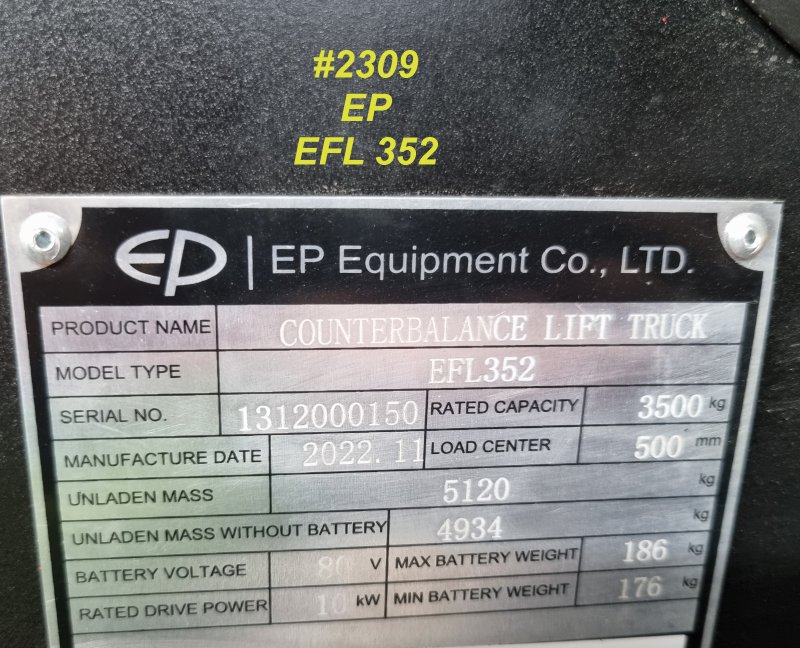 #2309
EP
EFL 352
EP | EP Equipment Co., LTD.
PRODUCT NAME COUNTERBALANCE LIFT TRUCK
MODEL TYPE EFL352
SERIAL NO. 1312000150 RATED CAPACITY 3500 kg
MANUFACTURE DATE 2022.11 LOAD CENTER 500 mm
UNLADEN MASS 5120 kg
UNLADEN MASS WITHOUT BATTERY 4934 kg
BATTERY VOLTAGE 80 V MAX BATTERY WEIGHT 186 kg
RATED DRIVE POWER 10 kW MIN BATTERY WEIGHT 176 kg